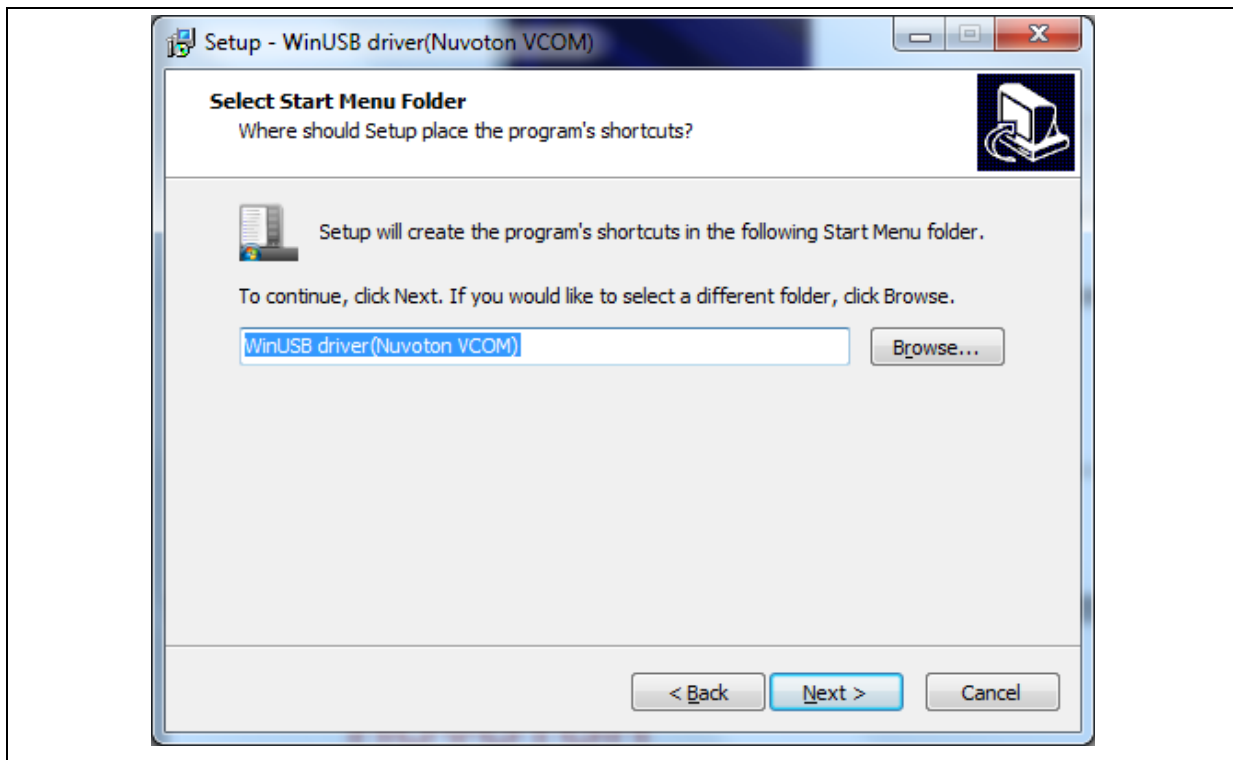 Setup - WinUSB driver(Nuvoton VCOM)
Select Start Menu Folder
Where should Setup place the program's shortcuts?
Setup will create the program's shortcuts in the following Start Menu folder.
To continue, click Next. If you would like to select a different folder, click Browse.
WinUSB driver(Nuvoton VCOM)
Browse...
< Back
Next >
Cancel